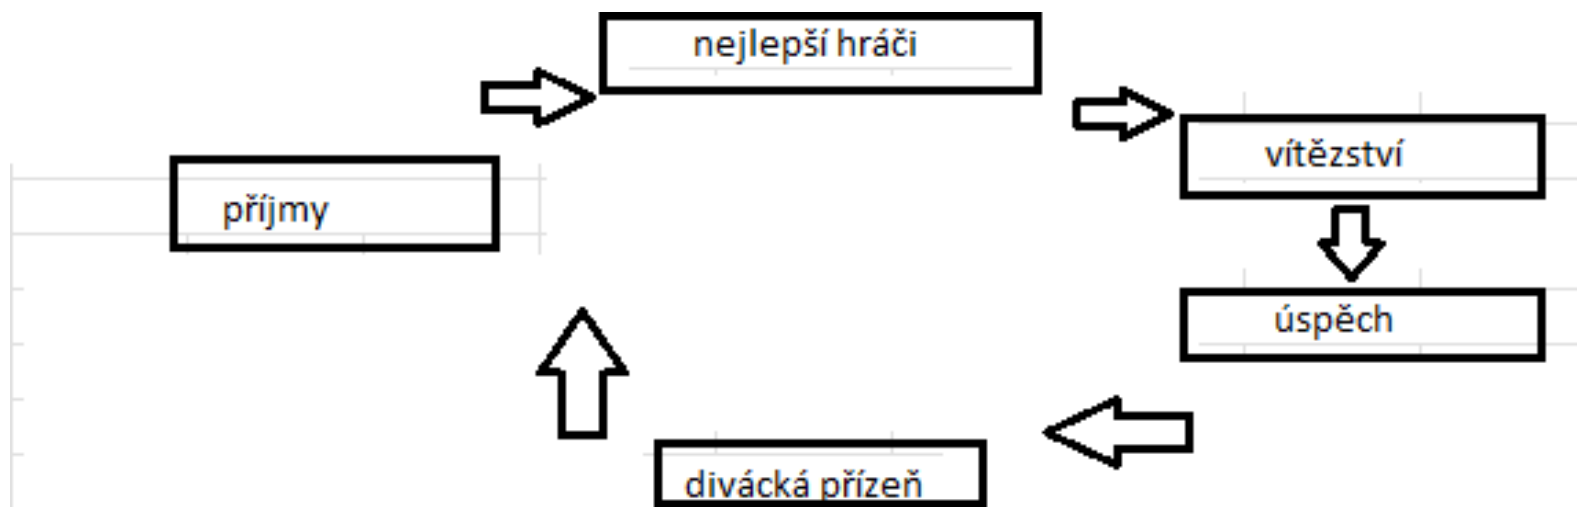 nejlepší hráči
vítězství
příjmy
úspěch
divácká přízeň